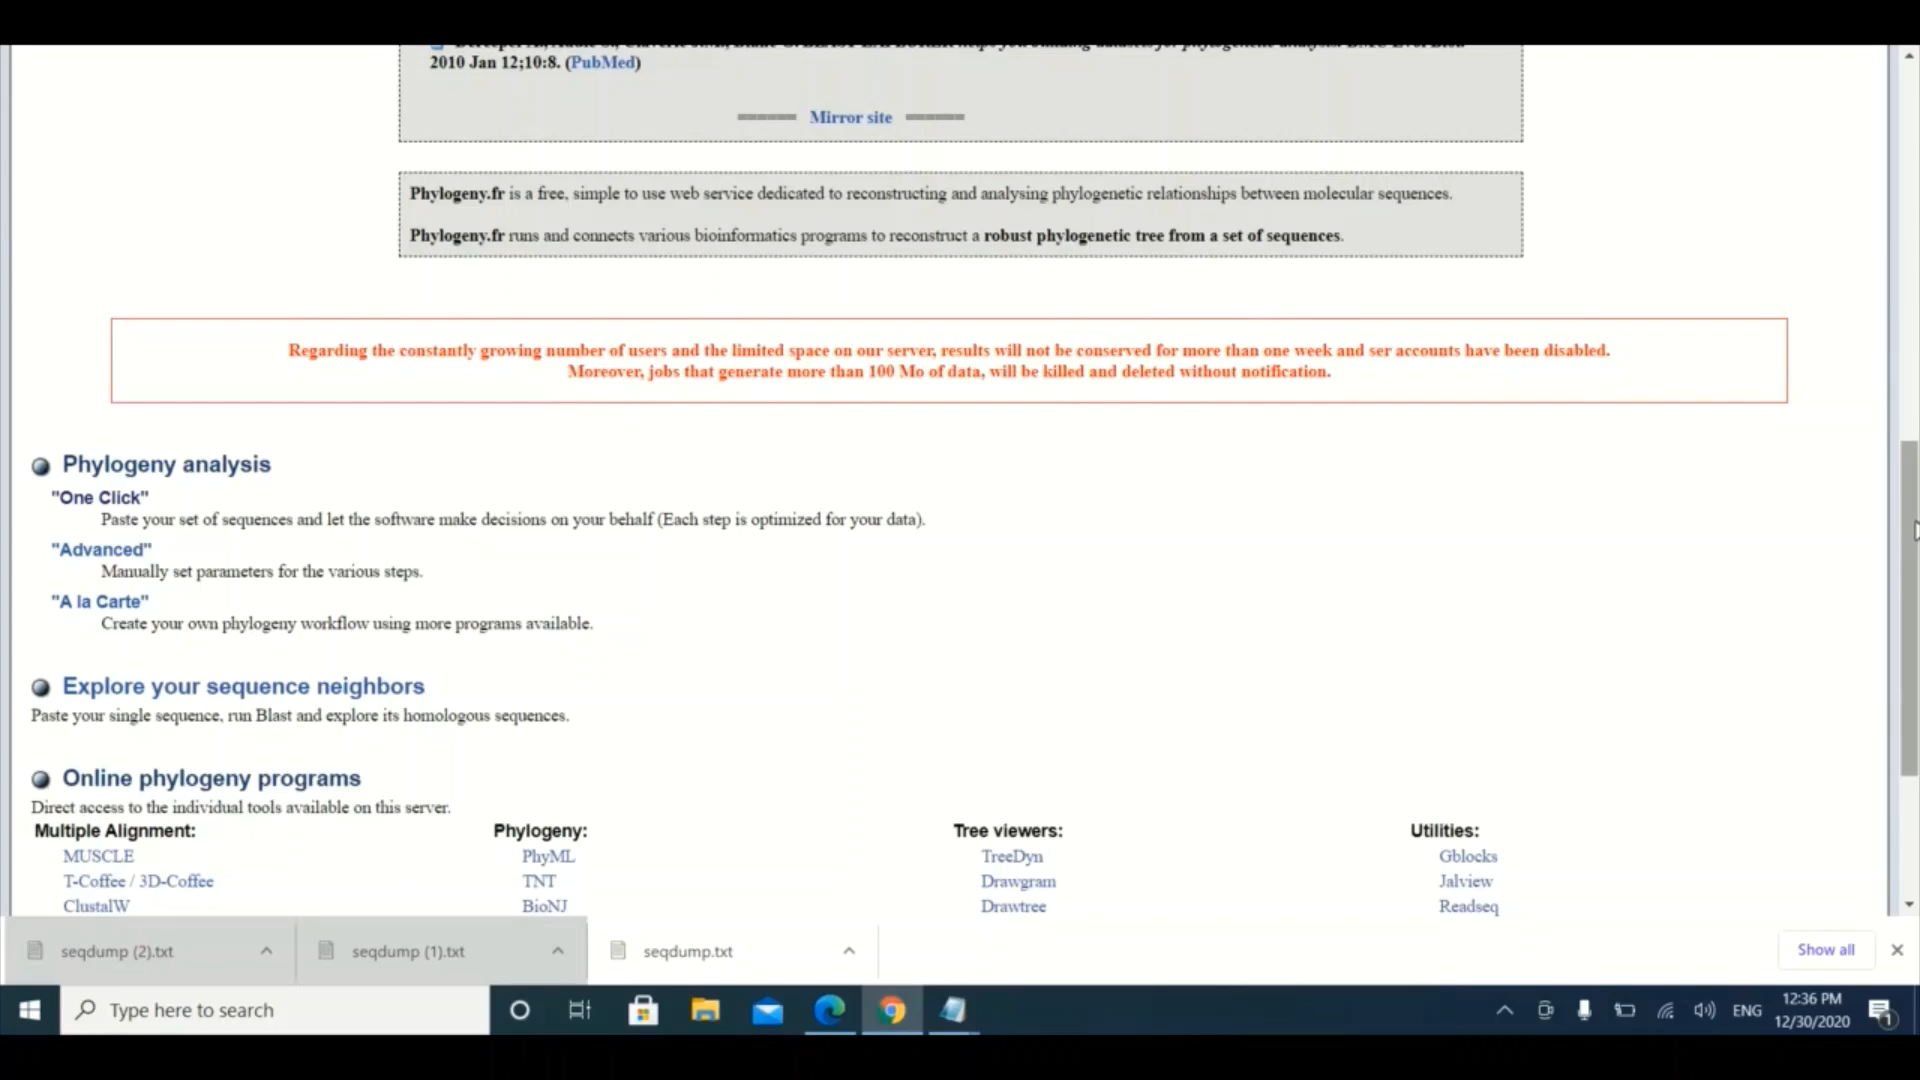 2010 Jan 12;10:8. (PubMed)
====== Mirror site ======
Phylogeny.fr is a free, simple to use web service dedicated to reconstructing and analysing phylogenetic relationships between molecular sequences.
Phylogeny.fr runs and connects various bioinformatics programs to reconstruct a robust phylogenetic tree from a set of sequences.
Regarding the constantly growing number of users and the limited space on our server, results will not be conserved for more than one week and ser accounts have been disabled.
Moreover, jobs that generate more than 100 Mo of data, will be killed and deleted without notification.
Phylogeny analysis
"One Click"
Paste your set of sequences and let the software make decisions on your behalf (Each step is optimized for your data).
"Advanced"
Manually set parameters for the various steps.
"A la Carte"
Create your own phylogeny workflow using more programs available.
Explore your sequence neighbors
Paste your single sequence, run Blast and explore its homologous sequences.
Online phylogeny programs
Direct access to the individual tools available on this server.
Multiple Alignment: Phylogeny: Tree viewers: Utilities:
MUSCLE PhyML TreeDyn Gblocks
T-Coffee / 3D-Coffee TNT Drawgram Jalview
ClustalW BioNJ Drawtree Readseq
seqdump (2).txt seqdump (1).txt seqdump.txt Show all
Type here to search ENG 12:36 PM
12/30/2020 1